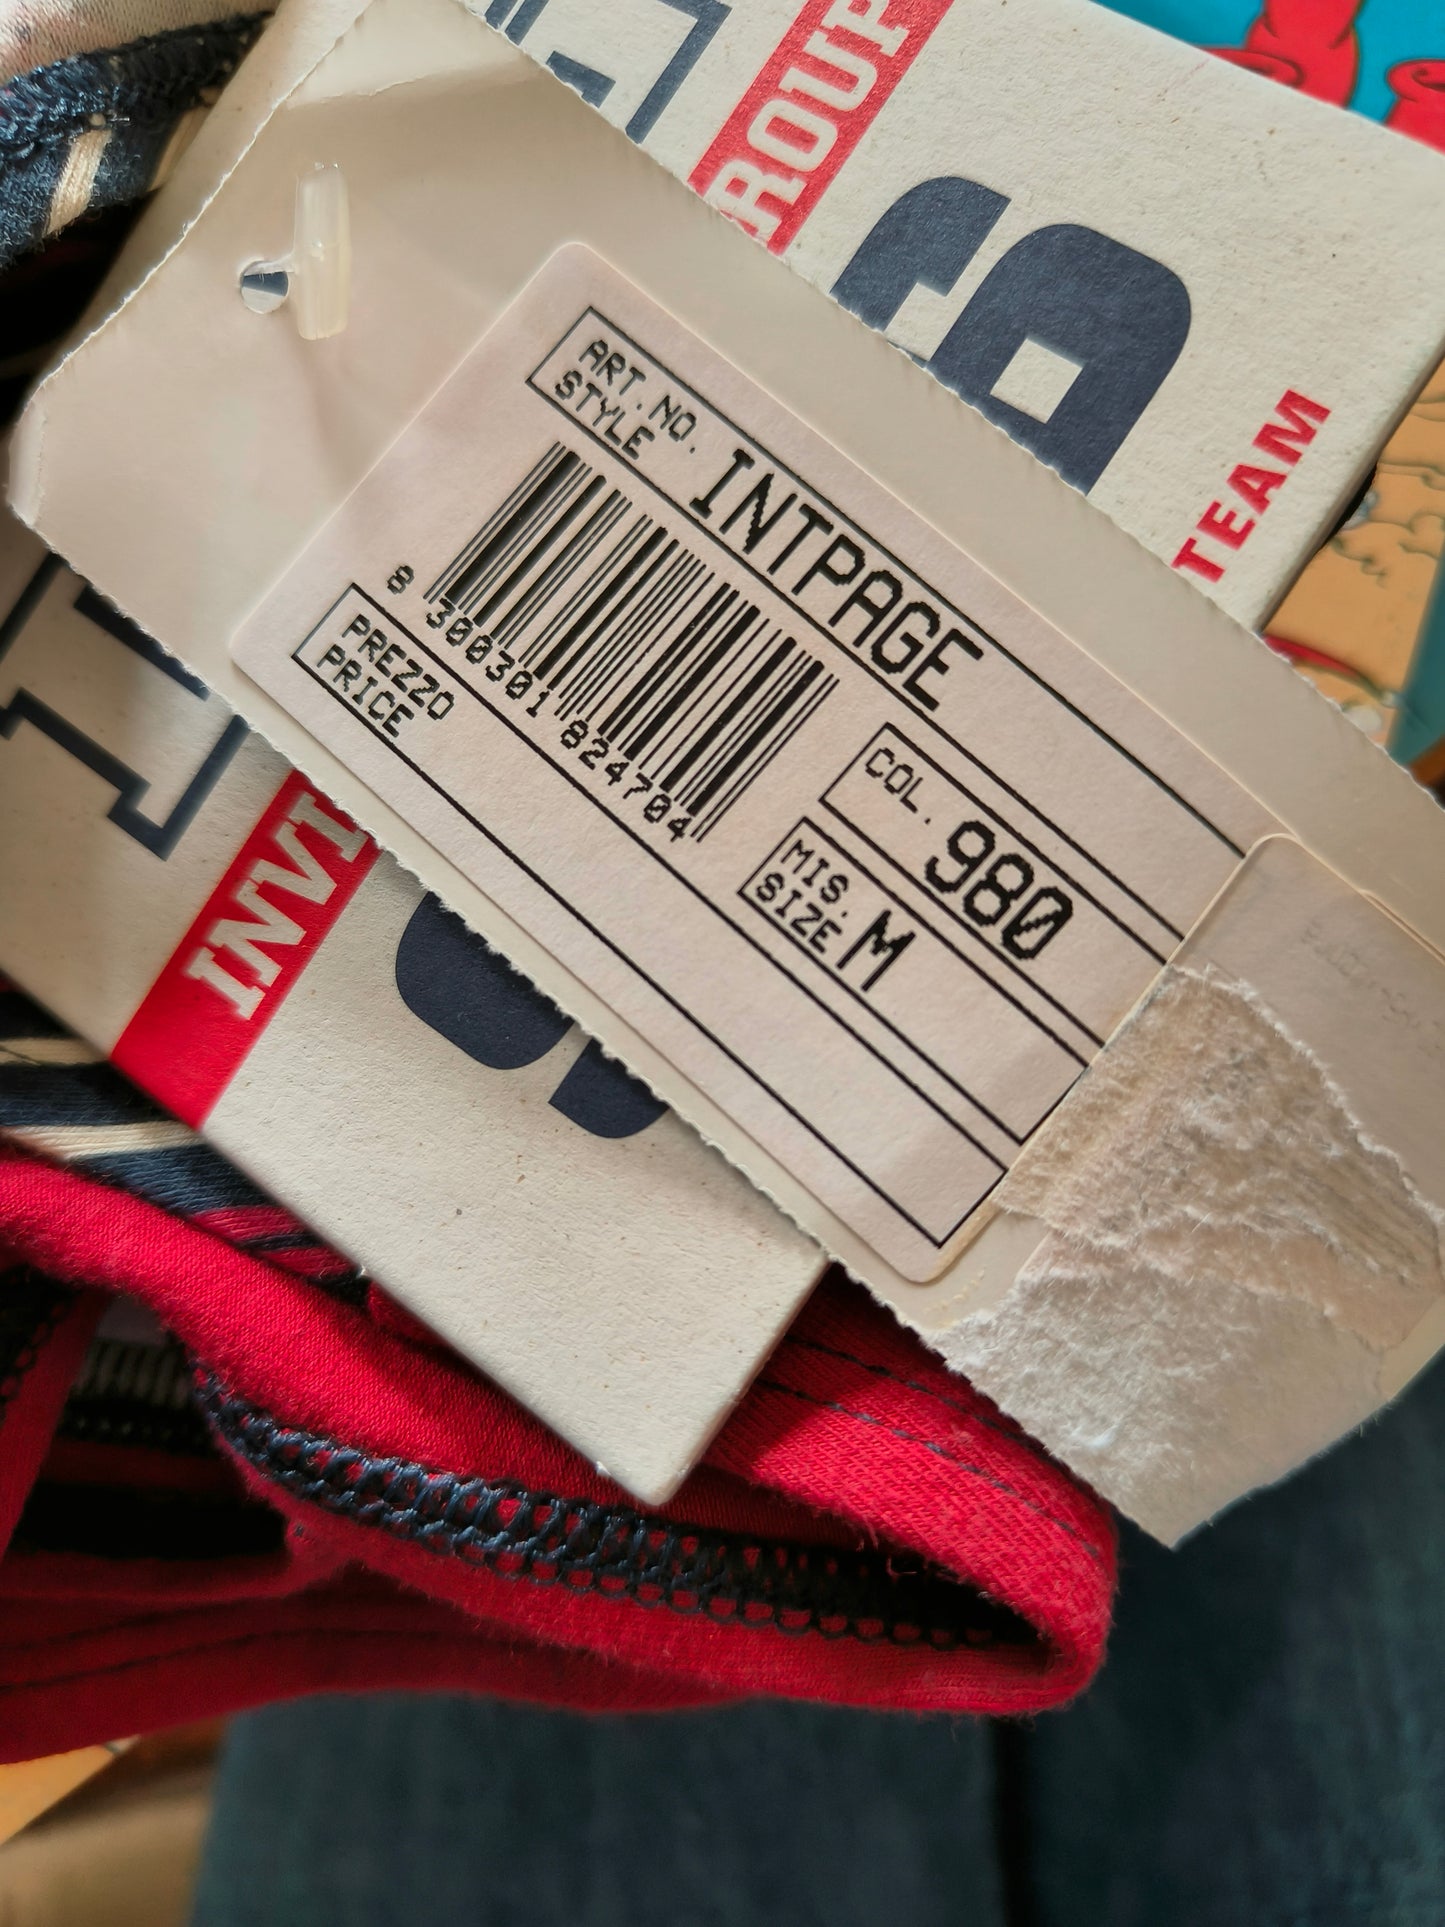 ROUP
TEAM
ART. NO.
STYLE
INTPAGE
8 300301 824704
COL. 980
MIS.
SIZE
M
PREZZO
PRICE
INVI